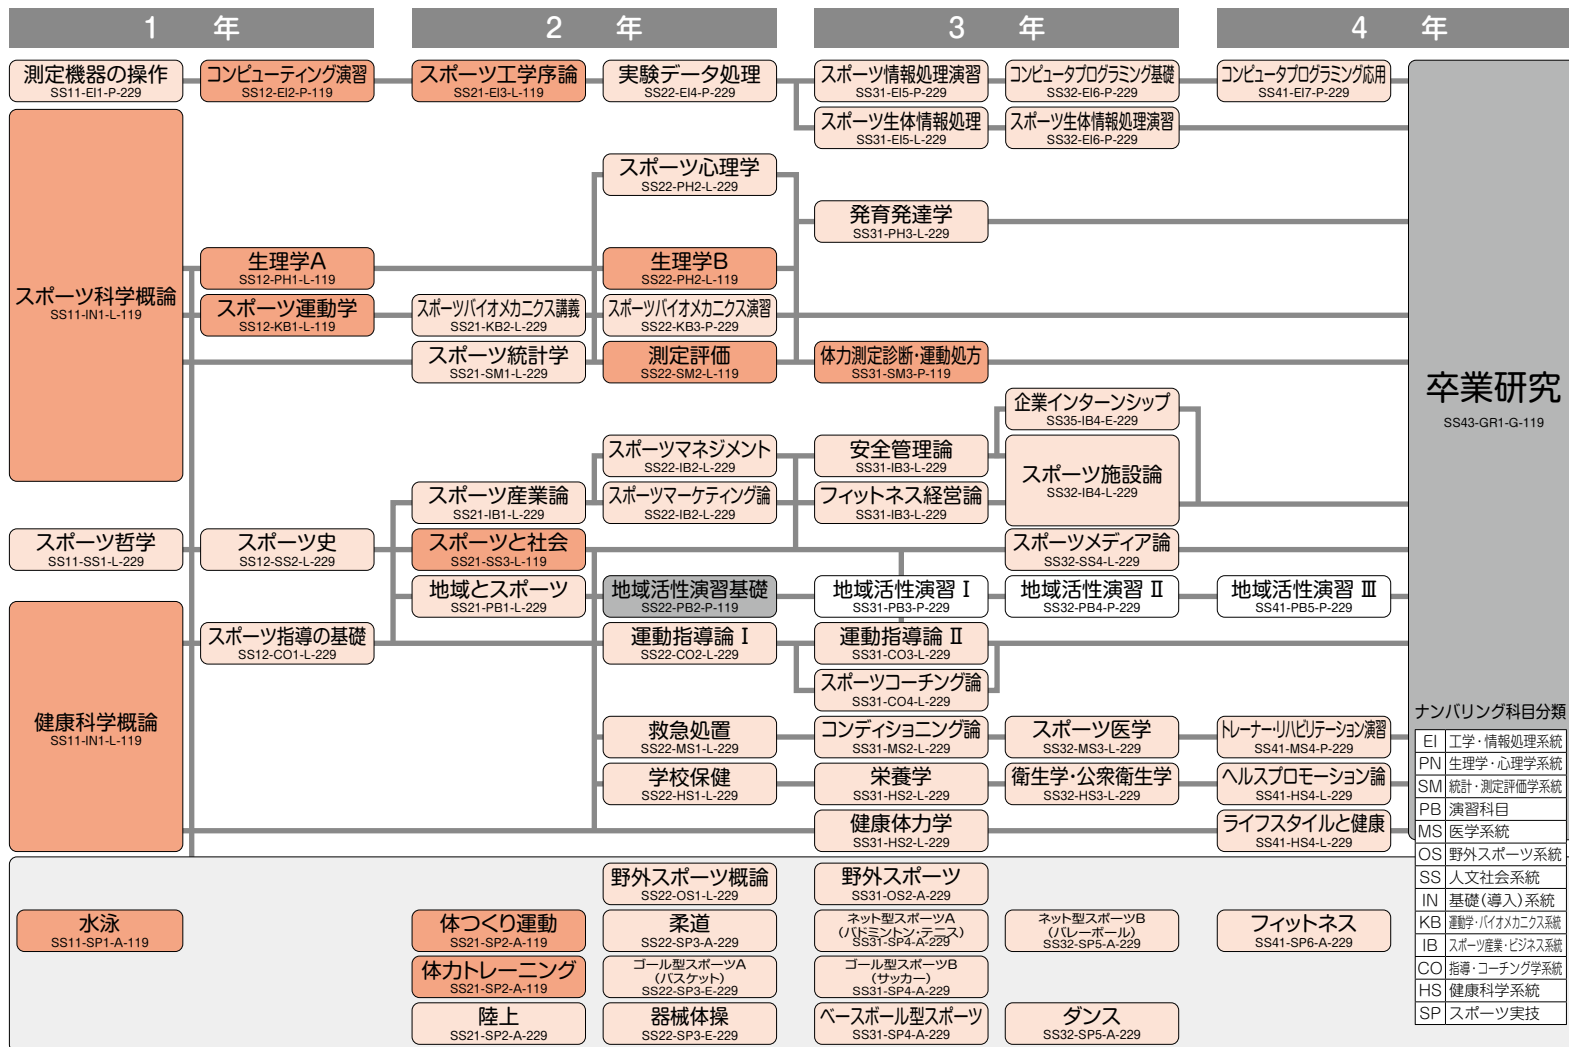 1　年
2　年
3　年
4　年
測定機器の操作
SS11-EI1-P-229
コンピューティング演習
SS12-EI2-P-119
スポーツ工学序論
SS21-EI3-L-119
実験データ処理
SS22-EI4-P-229
スポーツ情報処理演習
SS31-EI5-P-229
コンピュータプログラミング基礎
SS32-EI6-P-229
コンピュータプログラミング応用
SS41-EI7-P-229
スポーツ生体情報処理
SS31-EI5-L-229
スポーツ生体情報処理演習
SS32-EI6-P-229
スポーツ科学概論
SS11-IN1-L-119
スポーツ心理学
SS22-PH2-L-229
発育発達学
SS31-PH3-L-229
生理学A
SS12-PH1-L-119
生理学B
SS22-PH2-L-119
スポーツ運動学
SS12-KB1-L-119
スポーツバイオメカニクス講義
SS21-KB2-L-229
スポーツバイオメカニクス演習
SS22-KB3-P-229
スポーツ統計学
SS21-SM1-L-229
測定評価
SS22-SM2-L-119
体力測定診断・運動処方
SS31-SM3-P-119
卒業研究
SS43-GR1-G-119
企業インターンシップ
SS35-IB4-E-229
スポーツマネジメント
SS22-IB2-L-229
安全管理論
SS31-IB3-L-229
スポーツ施設論
SS32-IB4-L-229
スポーツ産業論
SS21-IB1-L-229
スポーツマーケティング論
SS22-IB2-L-229
フィットネス経営論
SS31-IB3-L-229
スポーツ哲学
SS11-SS1-L-229
スポーツ史
SS12-SS2-L-229
スポーツと社会
SS21-SS3-L-119
スポーツメディア論
SS32-SS4-L-229
地域とスポーツ
SS21-PB1-L-229
地域活性演習基礎
SS22-PB2-P-119
地域活性演習 Ⅰ
SS31-PB3-P-229
地域活性演習 Ⅱ
SS32-PB4-P-229
地域活性演習 Ⅲ
SS41-PB5-P-229
健康科学概論
SS11-IN1-L-119
スポーツ指導の基礎
SS12-CO1-L-229
運動指導論 Ⅰ
SS22-CO2-L-229
運動指導論 Ⅱ
SS31-CO3-L-229
スポーツコーチング論
SS31-CO4-L-229
救急処置
SS22-MS1-L-229
コンディショニング論
SS31-MS2-L-229
スポーツ医学
SS32-MS3-L-229
トレーナー・リハビリテーション演習
SS41-MS4-P-229
学校保健
SS22-HS1-L-229
栄養学
SS31-HS2-L-229
衛生学・公衆衛生学
SS32-HS3-L-229
ヘルスプロモーション論
SS41-HS4-L-229
健康体力学
SS31-HS2-L-229
ライフスタイルと健康
SS41-HS4-L-229
野外スポーツ概論
SS22-OS1-L-229
野外スポーツ
SS31-OS2-A-229
水泳
SS11-SP1-A-119
体つくり運動
SS21-SP2-A-119
柔道
SS22-SP3-A-229
ネット型スポーツA
(バドミントン・テニス)
SS31-SP4-A-229
ネット型スポーツB
(バレーボール)
SS32-SP5-A-229
フィットネス
SS41-SP6-A-229
体力トレーニング
SS21-SP2-A-119
ゴール型スポーツA
(バスケット)
SS22-SP3-E-229
ゴール型スポーツB
(サッカー)
SS31-SP4-A-229
陸上
SS21-SP2-A-229
器械体操
SS22-SP3-E-229
ベースボール型スポーツ
SS31-SP4-A-229
ダンス
SS32-SP5-A-229
ナンバリング科目分類
EI 工学・情報処理系統
PN 生理学・心理学系統
SM 統計・測定評価学系統
PB 演習科目
MS 医学系統
OS 野外スポーツ系統
SS 人文社会系統
IN 基礎(導入)系統
KB 運動学・バイオメカニクス系統
IB スポーツ産業・ビジネス系統
CO 指導・コーチング学系統
HS 健康科学系統
SP スポーツ実技